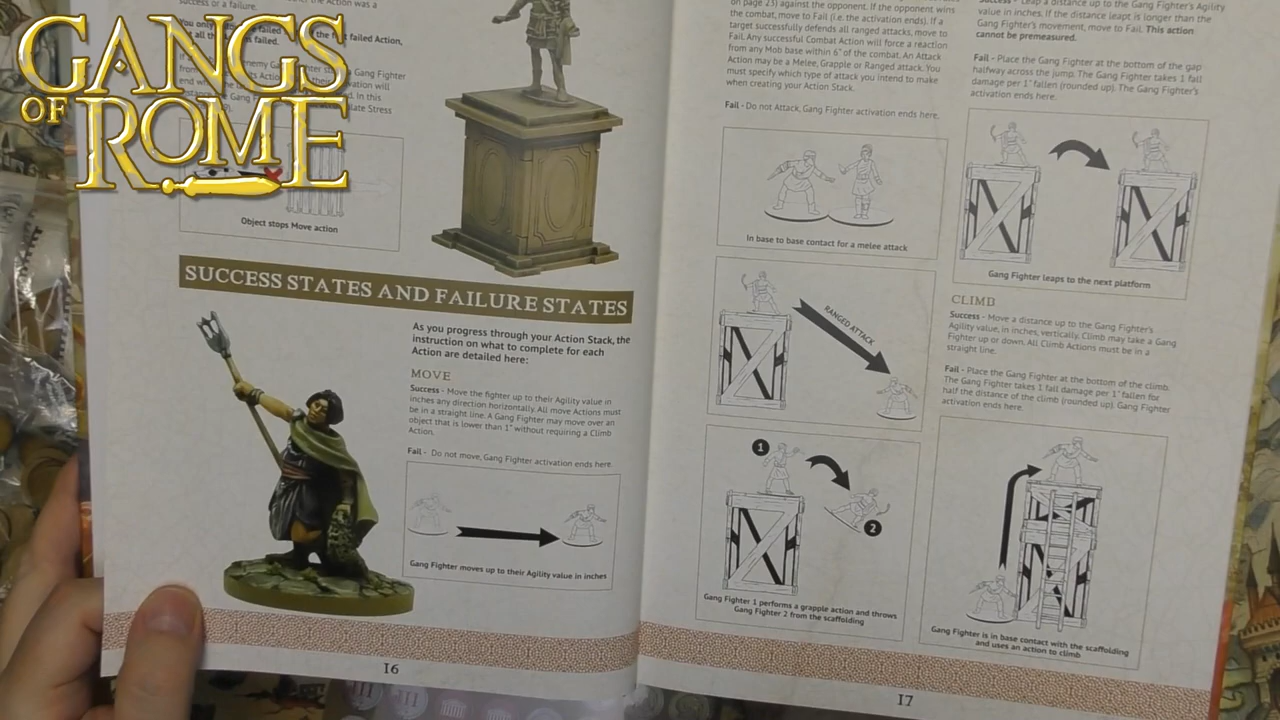 GANGS
OF ROME
the Action was a
success or a failure.
failed Action,
failed.
Gang Fighter
will
In this
Stress
Object stops Move action
SUCCESS STATES AND FAILURE STATES
As you progress through your Action Stack, the
instruction on what to complete for each
Action are detailed here:
MOVE
Success - Move the fighter up to their Agility value in
inches any direction horizontally. All move Actions must
be in a straight line. A Gang Fighter may move over an
object that is lower than 1" without requiring a Climb
Action.
Fail - Do not move, Gang Fighter activation ends here.
Gang Fighter moves up to their Agility value in inches
16
on page 23) against the opponent. If the opponent wins
the combat, move to Fail (i.e. the activation ends). If a
target successfully defends all ranged attacks, move to
Fail. Any successful Combat Action will force a reaction
from any Mob base within 6" of the combat. An Attack
Action may be a Melee, Grapple or Ranged attack. You
must specify which type of attack you intend to make
when creating your Action Stack.
Fail - Do not Attack, Gang Fighter activation ends here.
In base to base contact for a melee attack
RANGED ATTACK
1
2
Gang Fighter 1 performs a grapple action and throws
Gang Fighter 2 from the scaffolding
Success - Leap a distance up to the Gang Fighter's Agility
value in inches. If the distance leapt is longer than the
Gang Fighter's movement, move to Fail. This action
cannot be premeasured.
Fail - Place the Gang Fighter at the bottom of the gap
halfway across the jump. The Gang Fighter takes 1 fall
damage per 1" fallen (rounded up). The Gang Fighter's
activation ends here.
Gang Fighter leaps to the next platform
CLIMB
Success - Move a distance up to the Gang Fighter's
Agility value, in inches, vertically. Climb may take a Gang
Fighter up or down. All Climb Actions must be in a
straight line.
Fail - Place the Gang Fighter at the bottom of the climb.
The Gang Fighter takes 1 fall damage per 1" fallen for
half the distance of the climb (rounded up). Gang Fighter
activation ends here.
Gang Fighter is in base contact with the scaffolding
and uses an action to climb
17